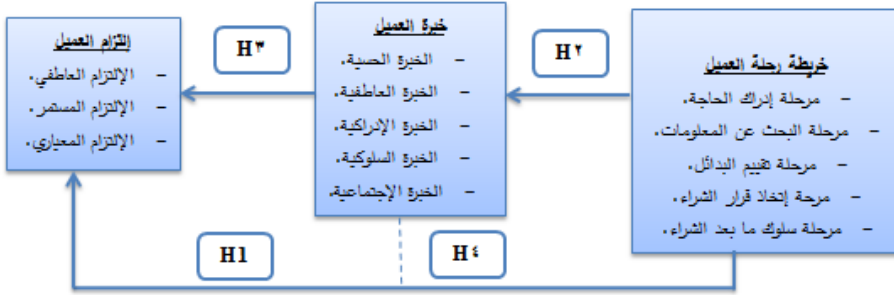 خريطة رحلة العميل
- مرحلة إدراك الحاجة.
- مرحلة البحث عن المعلومات.
- مرحلة تقييم البدائل.
- مرحة إتخاذ قرار الشراء.
- مرحلة سلوك ما بعد الشراء.
H٢
خبرة العميل
- الخبرة الحسية.
- الخبرة العاطفية.
- الخبرة الإدراكية.
- الخبرة السلوكية.
- الخبرة الإجتماعية.
H٣
إلتزام العميل
- الإلتزام العاطفي.
- الإلتزام المستمر.
- الإلتزام المعياري.
H٤
H1